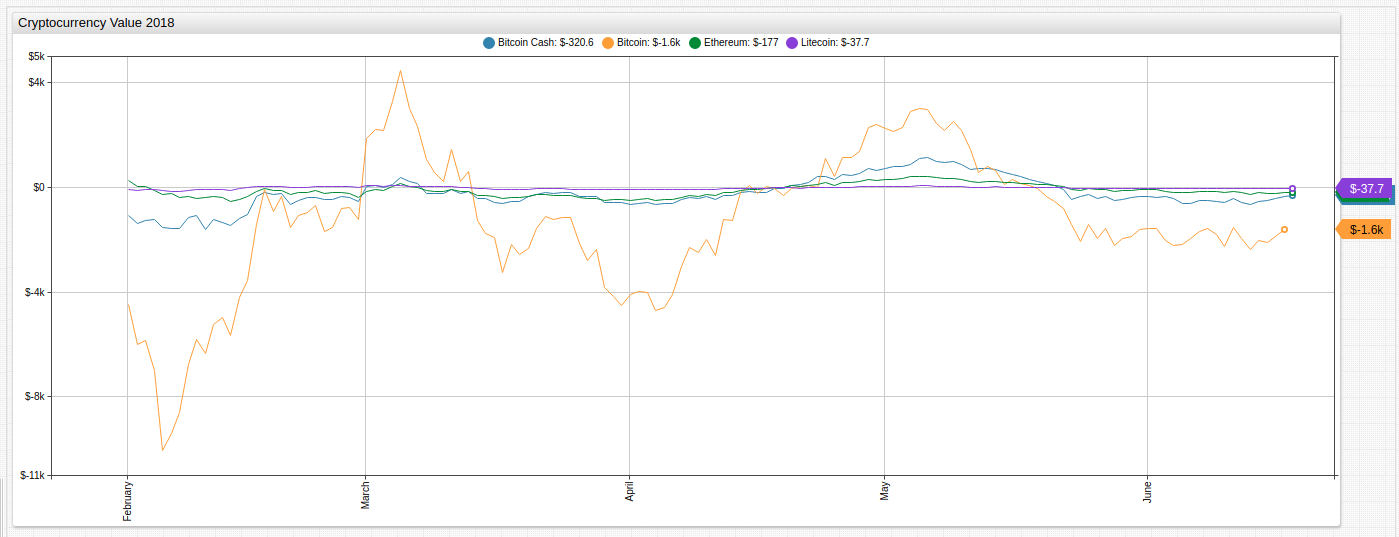 Cryptocurrency Value 2018
Bitcoin Cash: $-320.6 Bitcoin: $-1.6k Ethereum: $-177 Litecoin: $-37.7
$5k
$4k
$0
$-4k
$-8k
$-11k
$-37.7
$-1.6k
February
March
April
May
June